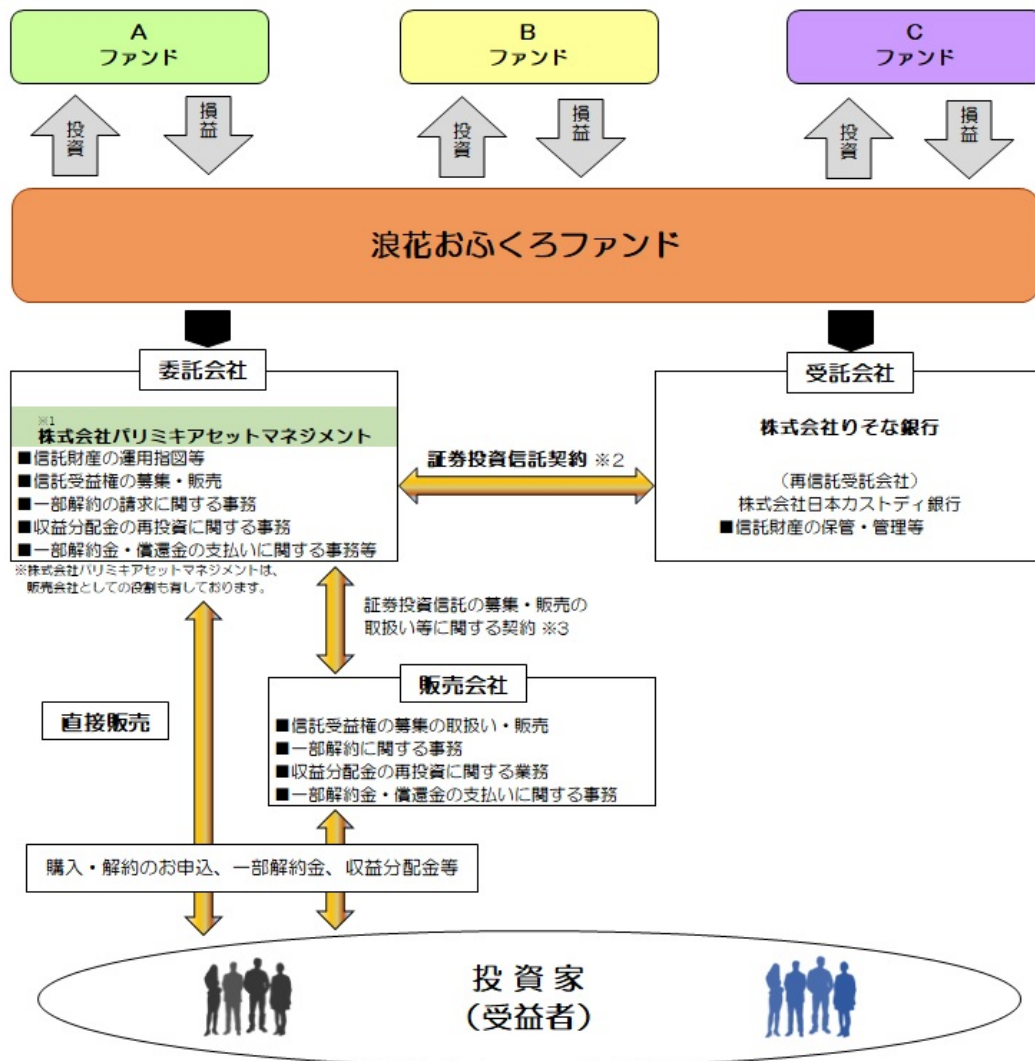 A
ファンド
B
ファンド
C
ファンド
投資
損益
投資
損益
投資
損益
浪花おふくろファンド
委託会社
※1
株式会社パリミキアセットマネジメント
■信託財産の運用指図等
■信託受益権の募集・販売
■一部解約の請求に関する事務
■収益分配金の再投資に関する事務
■一部解約金・償還金の支払いに関する事務等
※株式会社パリミキアセットマネジメントは、
販売会社としての役割も有しております。
証券投資信託契約 ※2
受託会社
株式会社りそな銀行
（再信託受託会社）
株式会社日本カストディ銀行
■信託財産の保管・管理等
証券投資信託の募集・販売の
取扱い等に関する契約 ※3
直接販売
販売会社
■信託受益権の募集の取扱い・販売
■一部解約に関する事務
■収益分配金の再投資に関する業務
■一部解約金・償還金の支払いに関する事務
購入・解約のお申込、一部解約金、収益分配金等
投資家
（受益者）